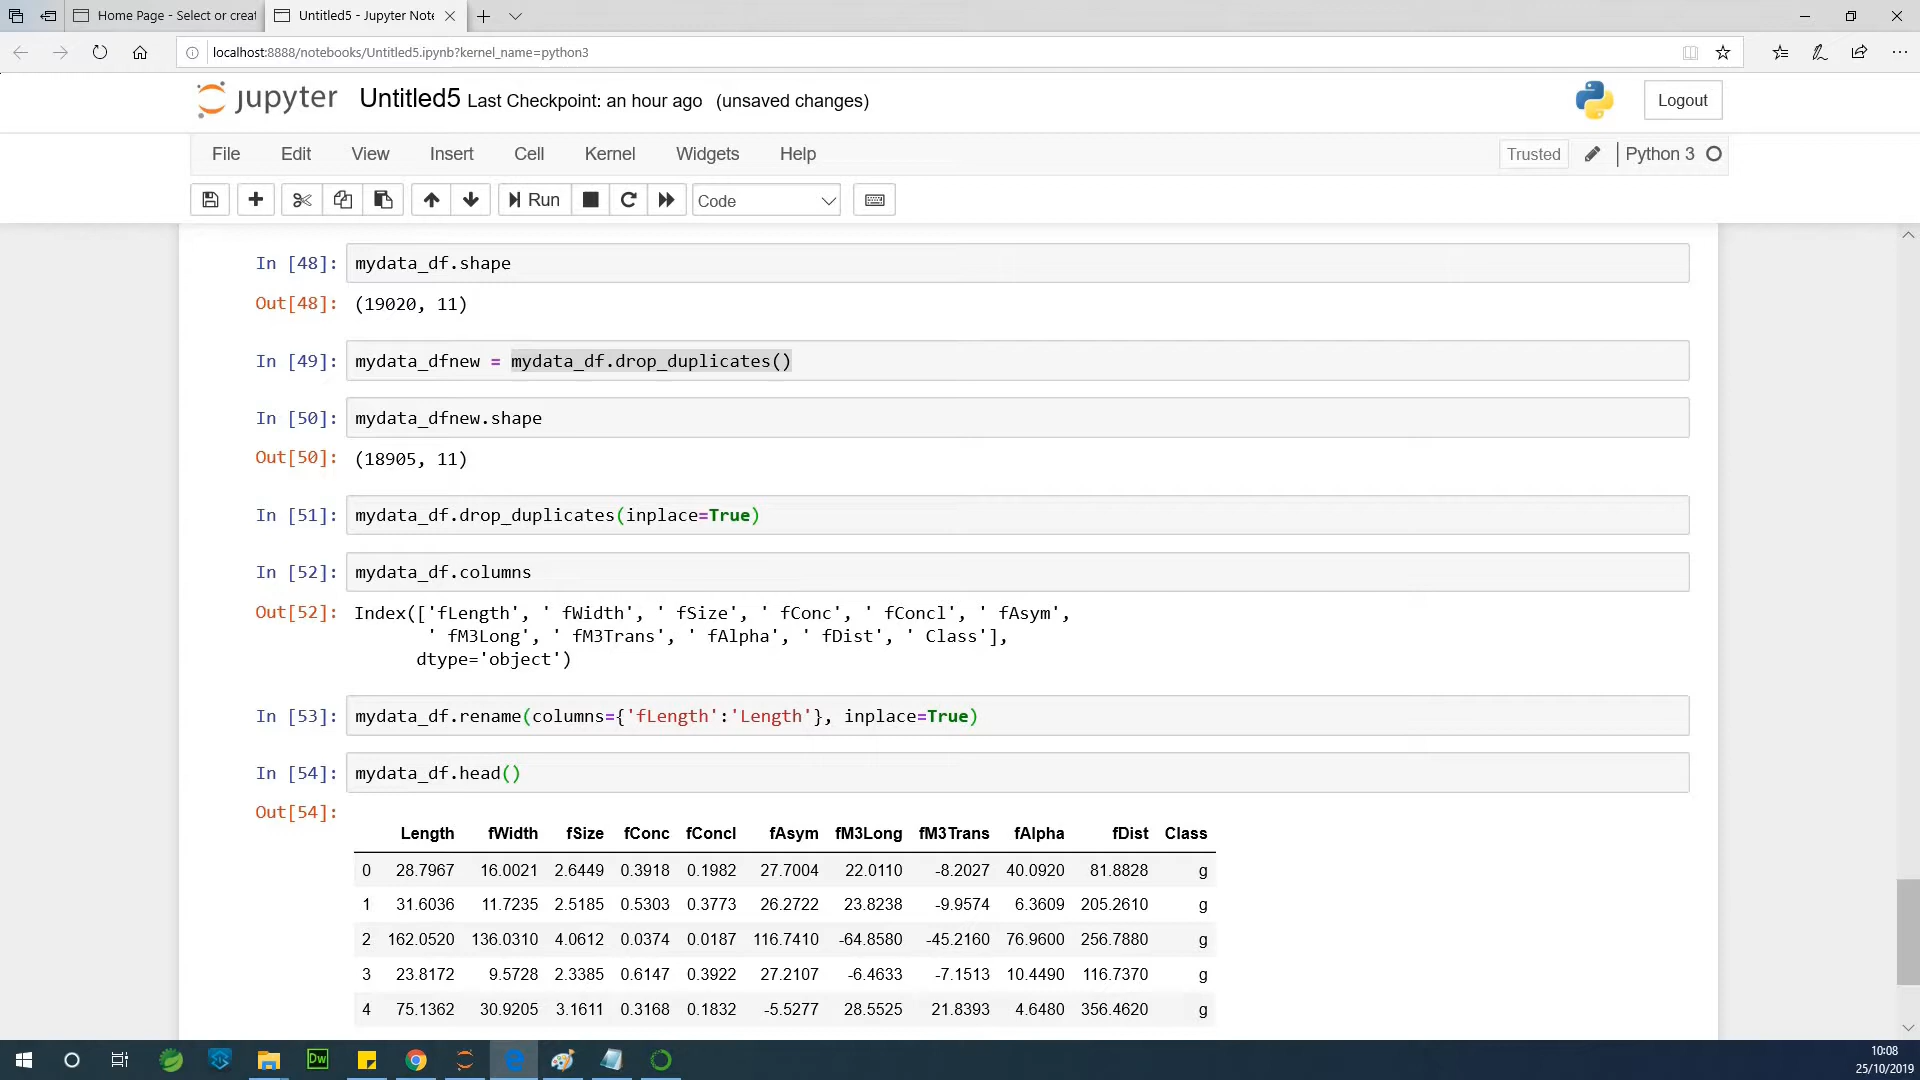 Home Page - Select or creat
Untitled5 - Jupyter Note
localhost:8888/notebooks/Untitled5.ipynb?kernel_name=python3
jupyter Untitled5 Last Checkpoint: an hour ago (unsaved changes)
Logout
File Edit View Insert Cell Kernel Widgets Help
Trusted Python 3
Run Code
In [48]: mydata_df.shape
Out[48]: (19020, 11)
In [49]: mydata_dfnew = mydata_df.drop_duplicates()
In [50]: mydata_dfnew.shape
Out[50]: (18905, 11)
In [51]: mydata_df.drop_duplicates(inplace=True)
In [52]: mydata_df.columns
Out[52]: Index(['fLength', ' fWidth', ' fSize', ' fConc', ' fConcl', ' fAsym',
' fM3Long', ' fM3Trans', ' fAlpha', ' fDist', ' Class'],
dtype='object')
In [53]: mydata_df.rename(columns={'fLength':'Length'}, inplace=True)
In [54]: mydata_df.head()
Out[54]:
Length fWidth fSize fConc fConcl fAsym fM3Long fM3Trans fAlpha fDist Class
0 28.7967 16.0021 2.6449 0.3918 0.1982 27.7004 22.0110 -8.2027 40.0920 81.8828 g
1 31.6036 11.7235 2.5185 0.5303 0.3773 26.2722 23.8238 -9.9574 6.3609 205.2610 g
2 162.0520 136.0310 4.0612 0.0374 0.0187 116.7410 -64.8580 -45.2160 76.9600 256.7880 g
3 23.8172 9.5728 2.3385 0.6147 0.3922 27.2107 -6.4633 -7.1513 10.4490 116.7370 g
4 75.1362 30.9205 3.1611 0.3168 0.1832 -5.5277 28.5525 21.8393 4.6480 356.4620 g
Dw
10:08
25/10/2019